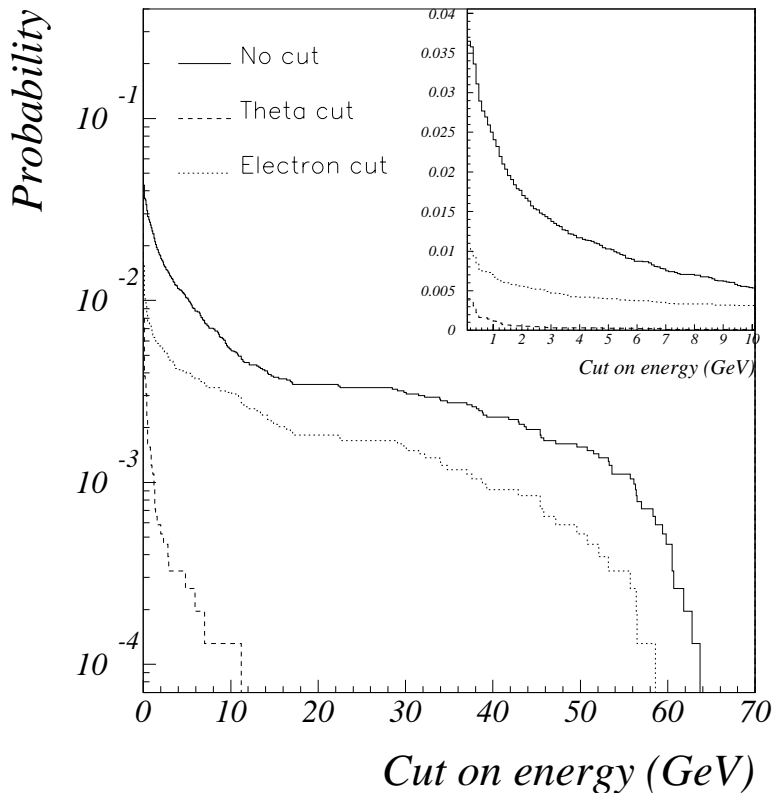 Probability
No cut
Theta cut
Electron cut
10 -1
10 -2
10 -3
10 -4
0 10 20 30 40 50 60 70
Cut on energy (GeV)
0.04
0.035
0.03
0.025
0.02
0.015
0.01
0.005
0
1 2 3 4 5 6 7 8 9 10
Cut on energy (GeV)